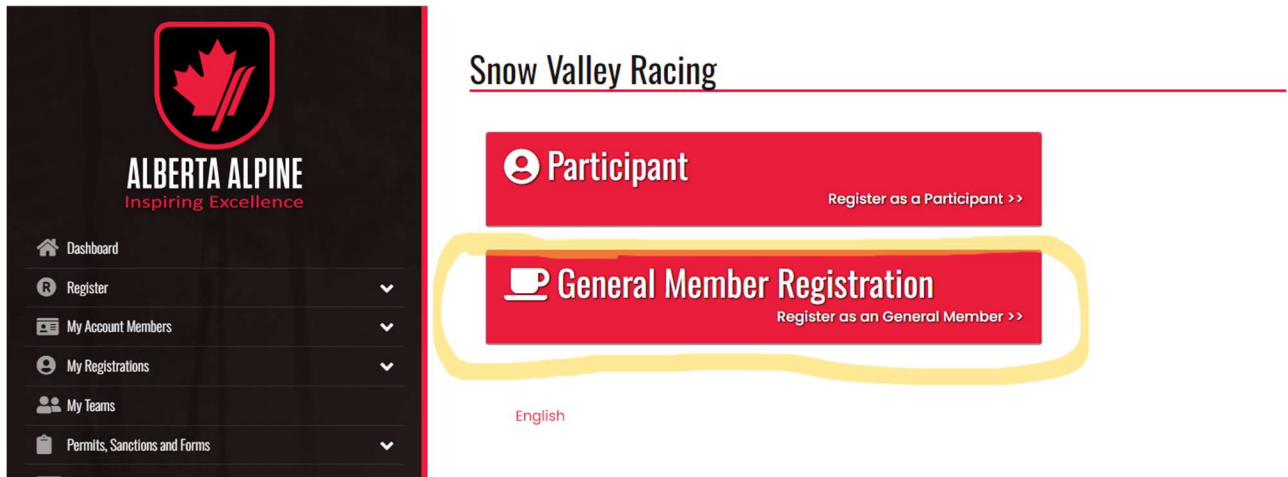 ALBERTA ALPINE
Inspiring Excellence
Dashboard
R Register
My Account Members
My Registrations
My Teams
Permits, Sanctions and Forms
Snow Valley Racing
Participant
Register as a Participant >>
General Member Registration
Register as an General Member >>
English